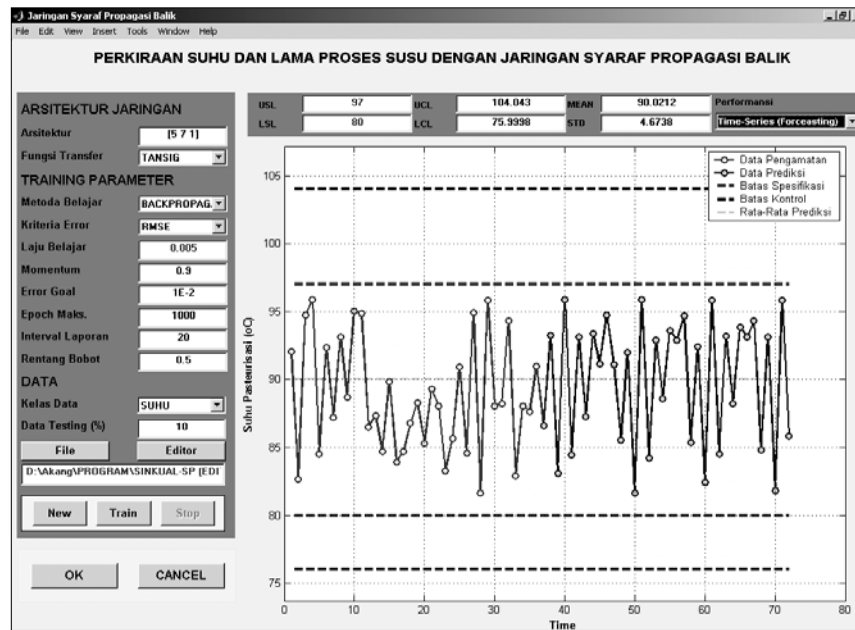 Jaringan Syaraf Propagasi Balik
File Edit View Insert Tools Window Help
PERKIRAAN SUHU DAN LAMA PROSES SUSU DENGAN JARINGAN SYARAF PROPAGASI BALIK
ARSITEKTUR JARINGAN
Arsitektur [5 7 1]
Fungsi Transfer TANSIG
TRAINING PARAMETER
Metoda Belajar BACKPROPAG.
Kriteria Error RMSE
Laju Belajar 0.005
Momentum 0.9
Error Goal 1E-2
Epoch Maks. 1000
Interval Laporan 20
Rentang Bobot 0.5
DATA
Kelas Data SUHU
Data Testing (%) 10
File Editor
D:\Akang\PROGRAM\SINKUAL-SP (EDI
New Train Stop
OK CANCEL
USL 97 UCL 104.043 MEAN 90.0212 Performansi
LSL 80 LCL 75.9998 STD 4.6738 Time-Series (Forceasting)
Data Pengamatan
Data Prediksi
Batas Spesifikasi
Batas Kontrol
Rata-Rata Prediksi
Suhu Pasteurisasi (oC)
105
100
95
90
85
80
75
0 10 20 30 40 50 60 70 80
Time